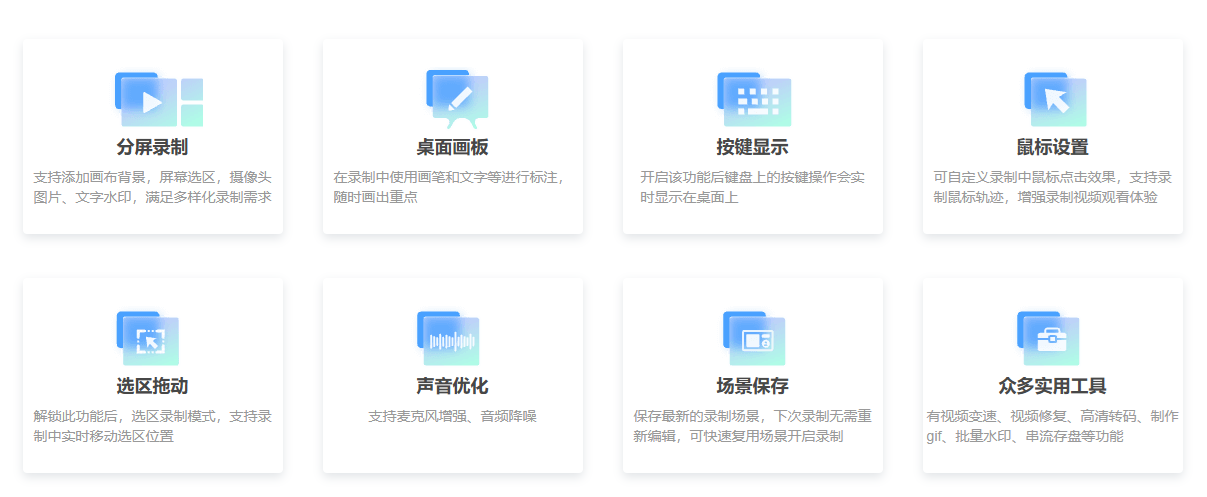 分屏录制
支持添加画布背景，屏幕选区，摄像头
图片、文字水印，满足多样化录制需求
桌面画板
在录制中使用画笔和文字等进行标注，
随时画出重点
按键显示
开启该功能后键盘上的按键操作会实
时显示在桌面上
鼠标设置
可自定义录制中鼠标点击效果，支持录
制鼠标轨迹，增强录制视频观看体验
选区拖动
解锁此功能后，选区录制模式，支持录
制中实时移动选区位置
声音优化
支持麦克风增强、音频降噪
场景保存
保存最新的录制场景，下次录制无需重
新编辑，可快速复用场景开启录制
众多实用工具
有视频变速、视频修复、高清转码、制作
gif、批量水印、串流存盘等功能